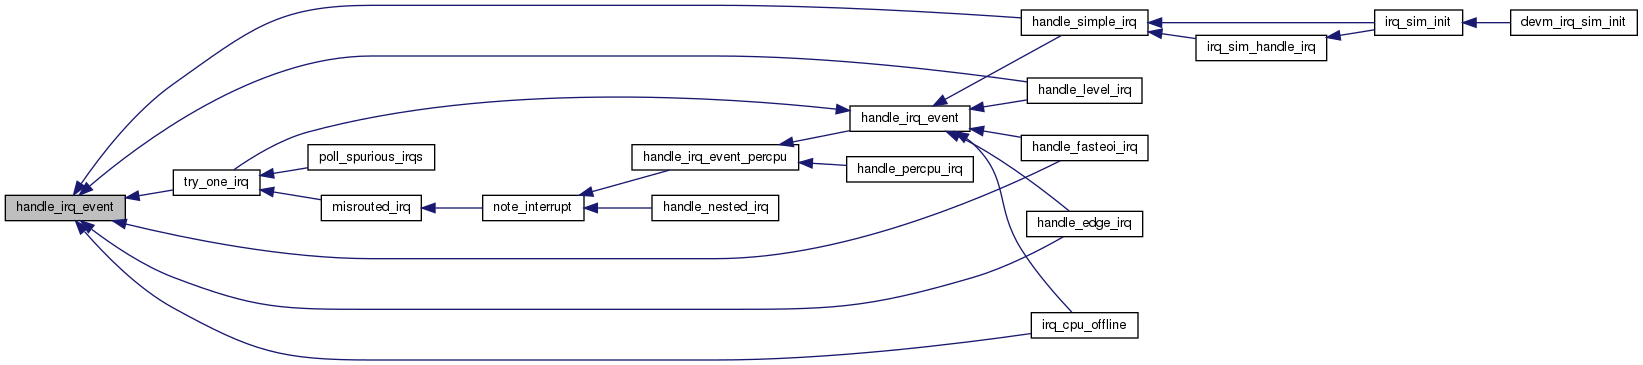 handle_simple_irq
irq_sim_init
devm_irq_sim_init
irq_sim_handle_irq
handle_level_irq
handle_irq_event
handle_fasteoi_irq
poll_spurious_irqs
handle_irq_event_percpu
handle_percpu_irq
try_one_irq
handle_irq_event
misrouted_irq
note_interrupt
handle_nested_irq
handle_edge_irq
irq_cpu_offline